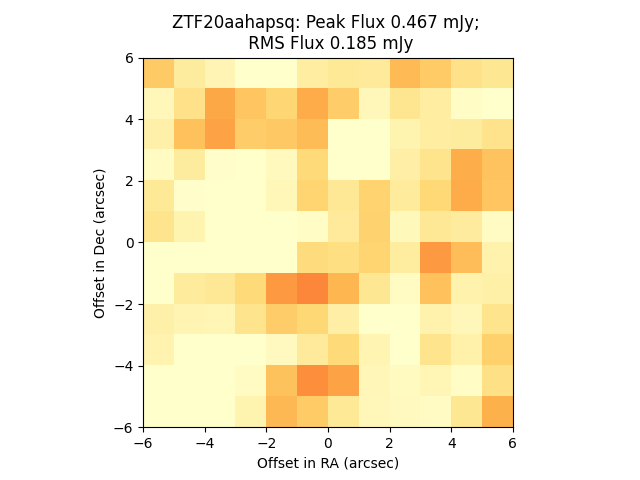 ZTF20aahapsq: Peak Flux 0.467 mJy;
RMS Flux 0.185 mJy
6
4
2
0
−2
−4
−6
Offset in Dec (arcsec)
−6 −4 −2 0 2 4 6
Offset in RA (arcsec)